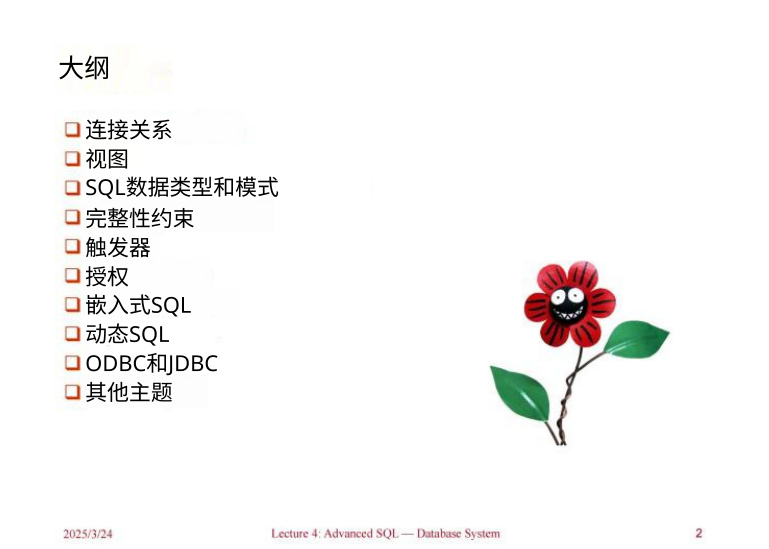 大纲
连接关系
视图
SQL数据类型和模式
完整性约束
触发器
授权
嵌入式SQL
动态SQL
ODBC和JDBC
其他主题
2025/3/24
Lecture 4: Advanced SQL — Database System
2